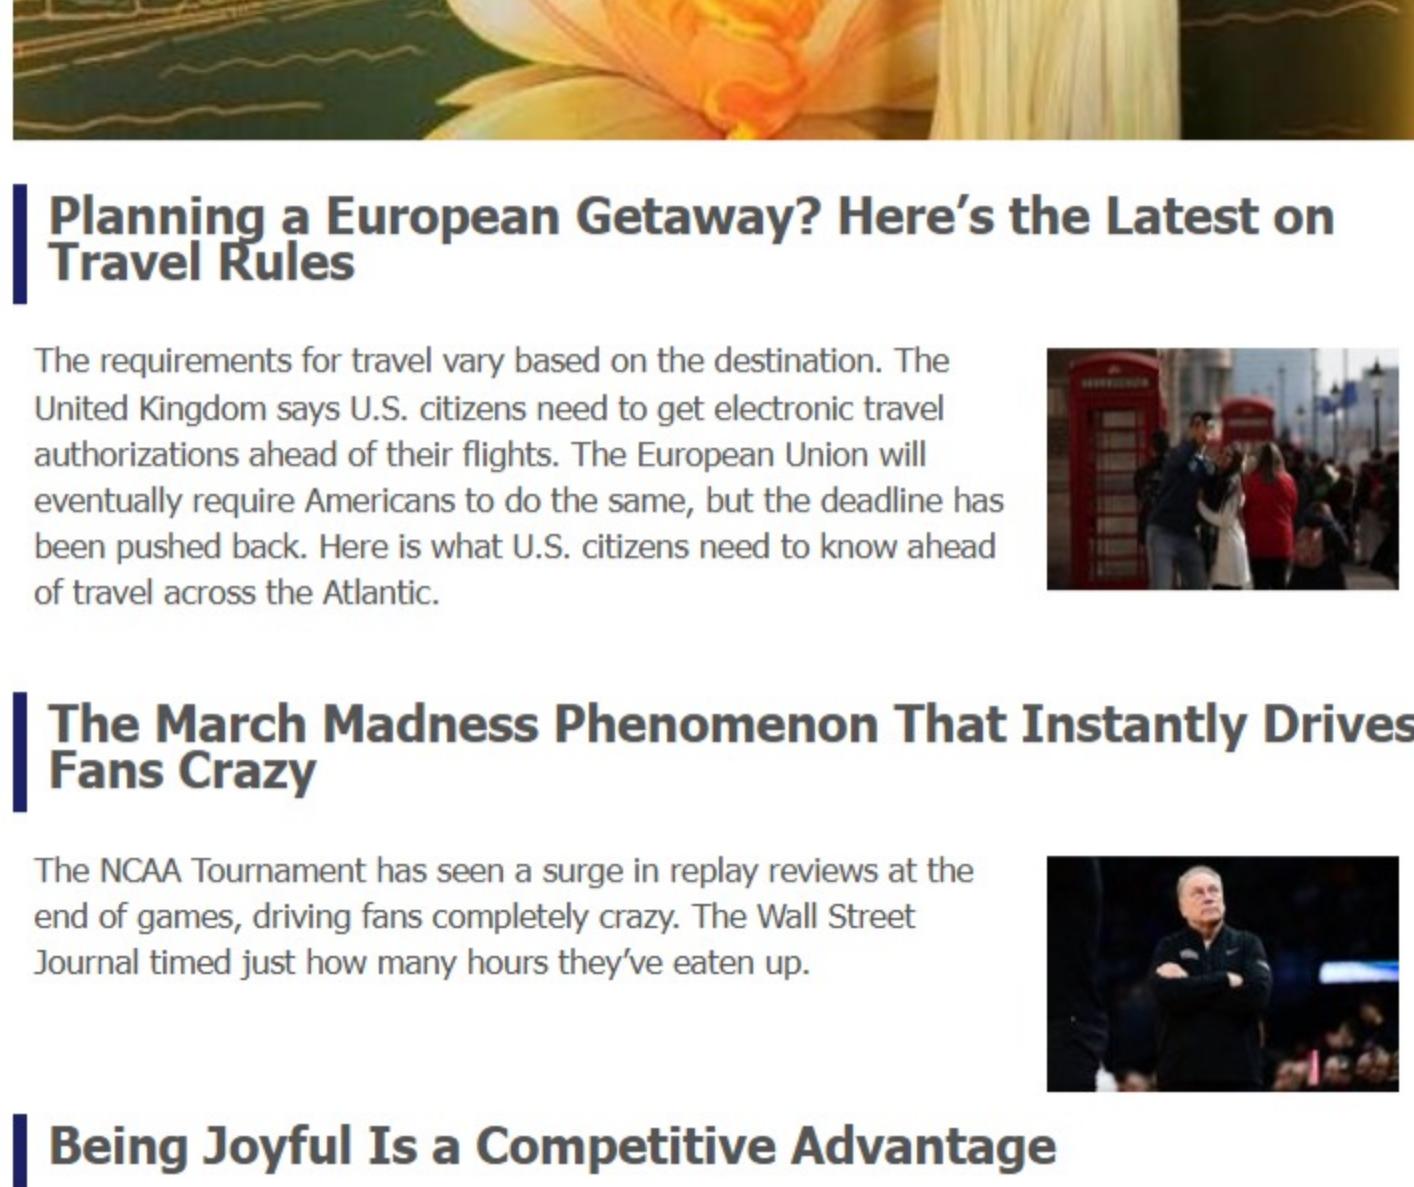 Planning a European Getaway? Here’s the Latest on
Travel Rules
The requirements for travel vary based on the destination. The
United Kingdom says U.S. citizens need to get electronic travel
authorizations ahead of their flights. The European Union will
eventually require Americans to do the same, but the deadline has
been pushed back. Here is what U.S. citizens need to know ahead
of travel across the Atlantic.
The March Madness Phenomenon That Instantly Drives
Fans Crazy
The NCAA Tournament has seen a surge in replay reviews at the
end of games, driving fans completely crazy. The Wall Street
Journal timed just how many hours they’ve eaten up.
Being Joyful Is a Competitive Advantage